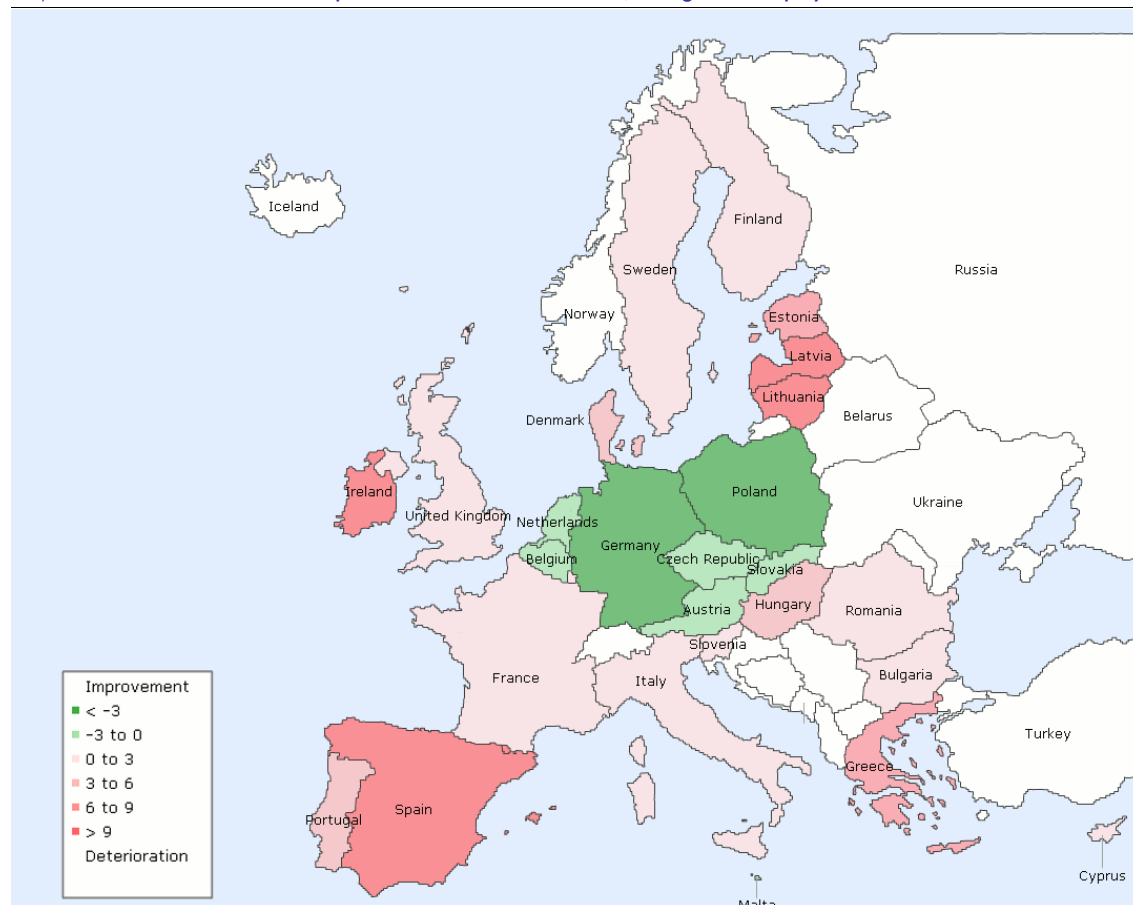 Iceland
Finland
Sweden
Russia
Norway
Estonia
Latvia
Lithuania
Denmark
Belarus
Ireland
United Kingdom
Netherlands
Poland
Ukraine
Germany
Belgium
Czech Republic
Slovakia
Austria
Hungary
Romania
Slovenia
France
Italy
Bulgaria
Turkey
Greece
Spain
Portugal
Cyprus
Malta
Improvement
< -3
-3 to 0
0 to 3
3 to 6
6 to 9
> 9
Deterioration